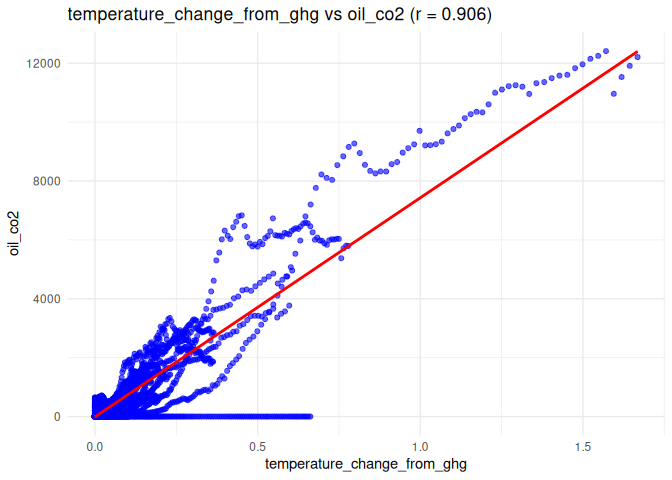 temperature_change_from_ghg vs oil_co2 (r = 0.906)
12000
8000
4000
0
oil_co2
0.0
0.5
1.0
1.5
temperature_change_from_ghg